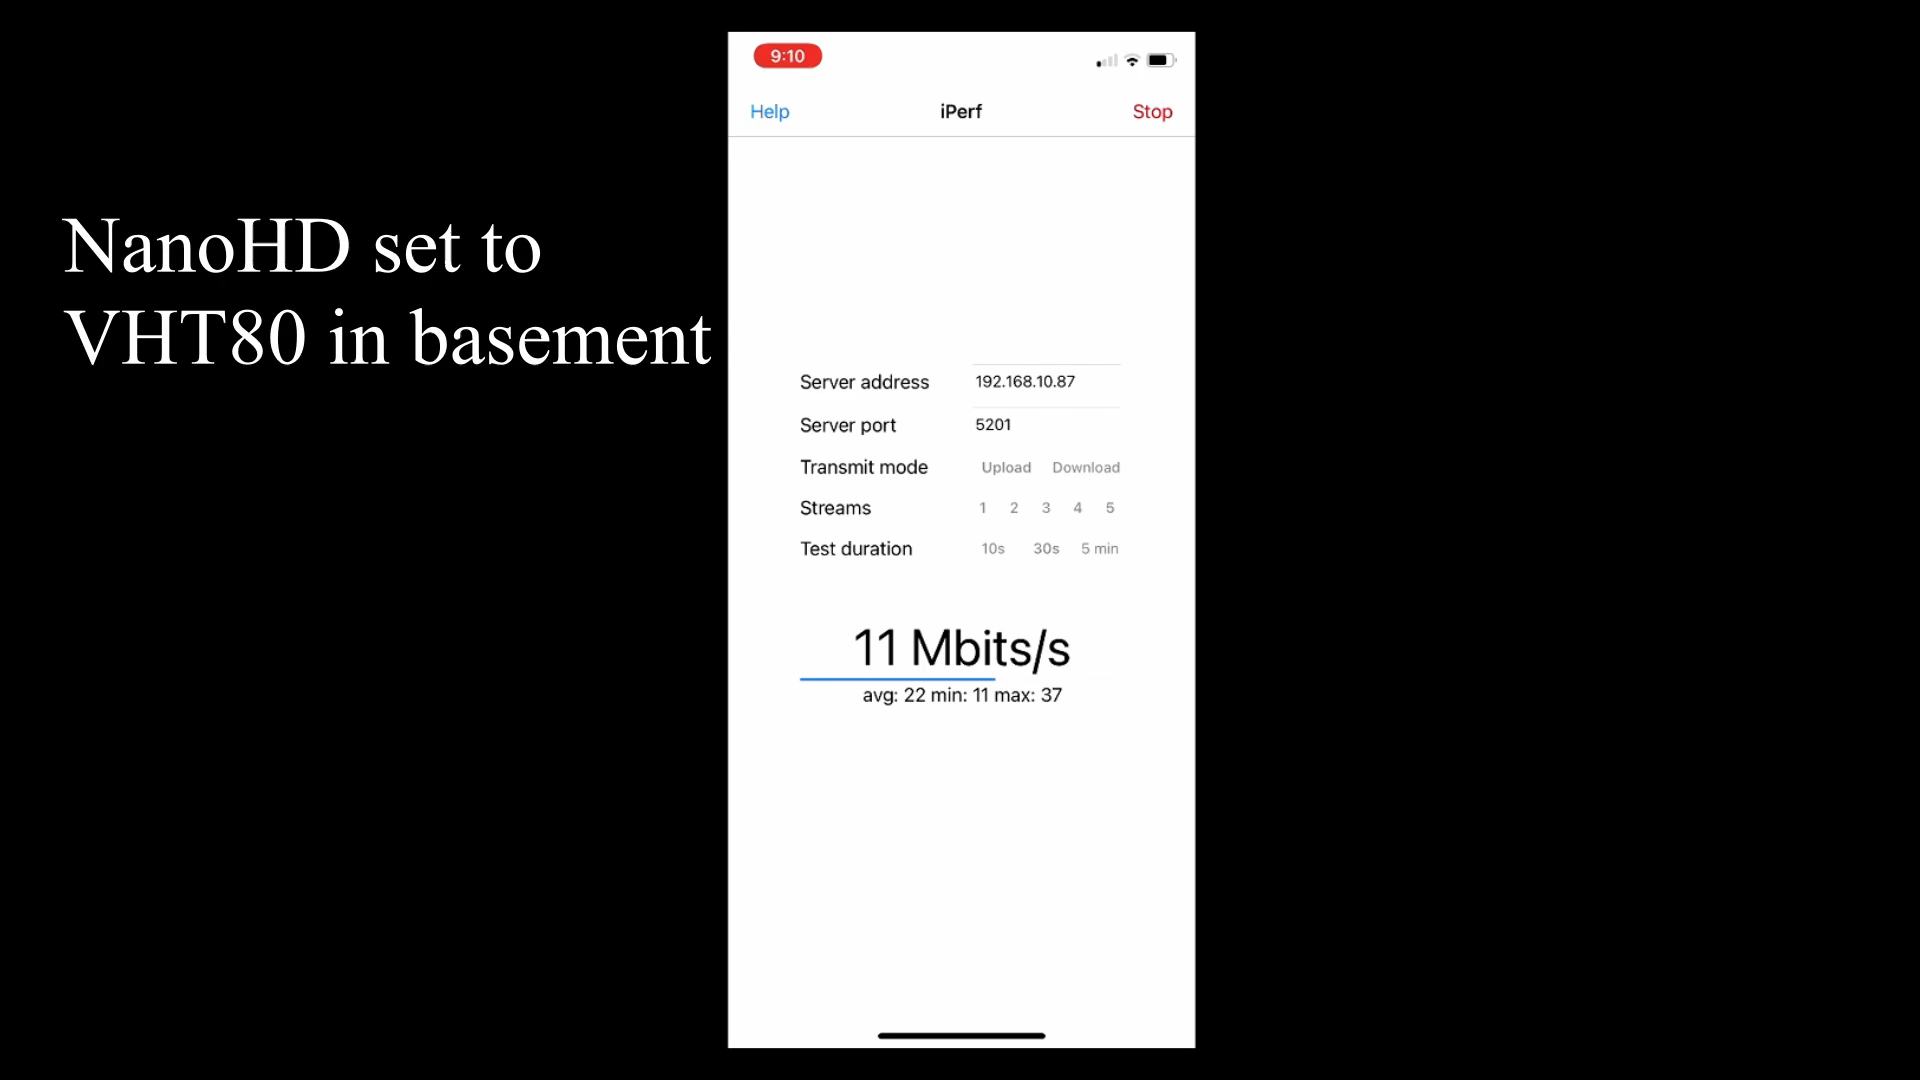 NanoHD set to
VHT80 in basement
9:10
Help iPerf Stop
Server address 192.168.10.87
Server port 5201
Transmit mode Upload Download
Streams 1 2 3 4 5
Test duration 10s 30s 5 min
11 Mbits/s
avg: 22 min: 11 max: 37